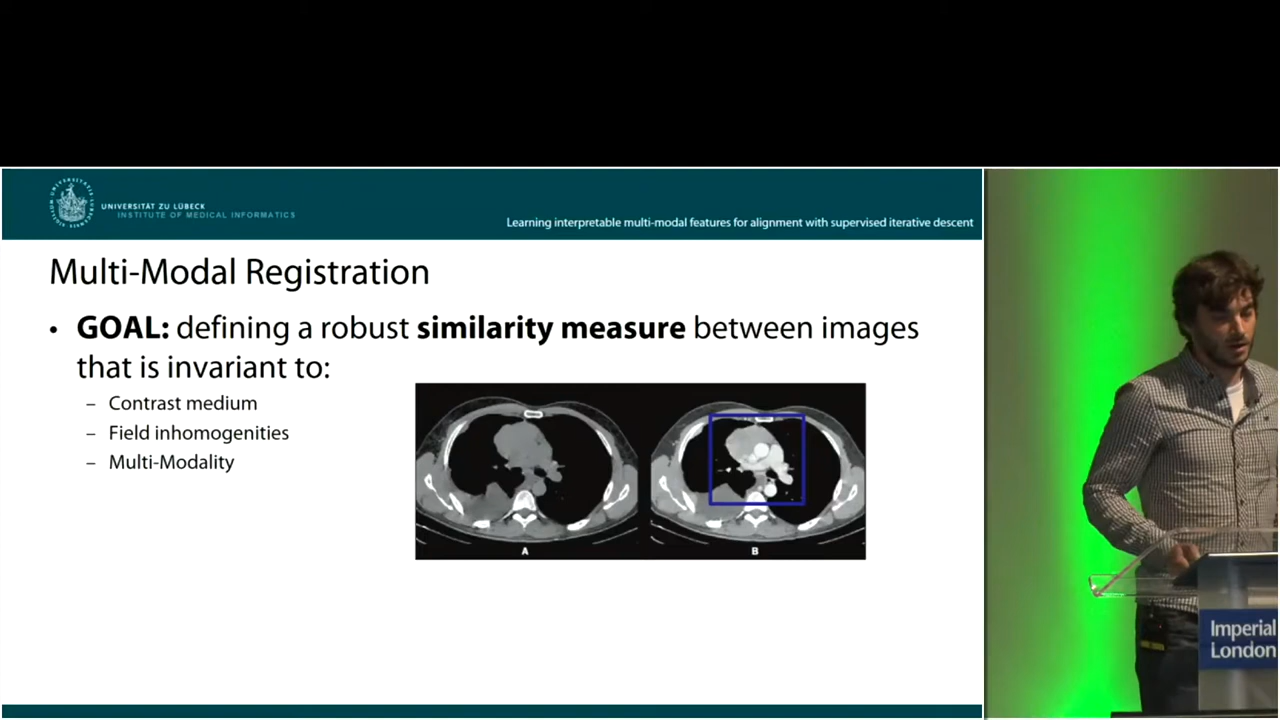 UNIVERSITÄT ZU LÜBECK
INSTITUTE OF MEDICAL INFORMATICS
Learning interpretable multi-modal features for alignment with supervised iterative descent
Multi-Modal Registration
• GOAL: defining a robust similarity measure between images
that is invariant to:
– Contrast medium
– Field inhomogenities
– Multi-Modality
A
B
Imperial
London